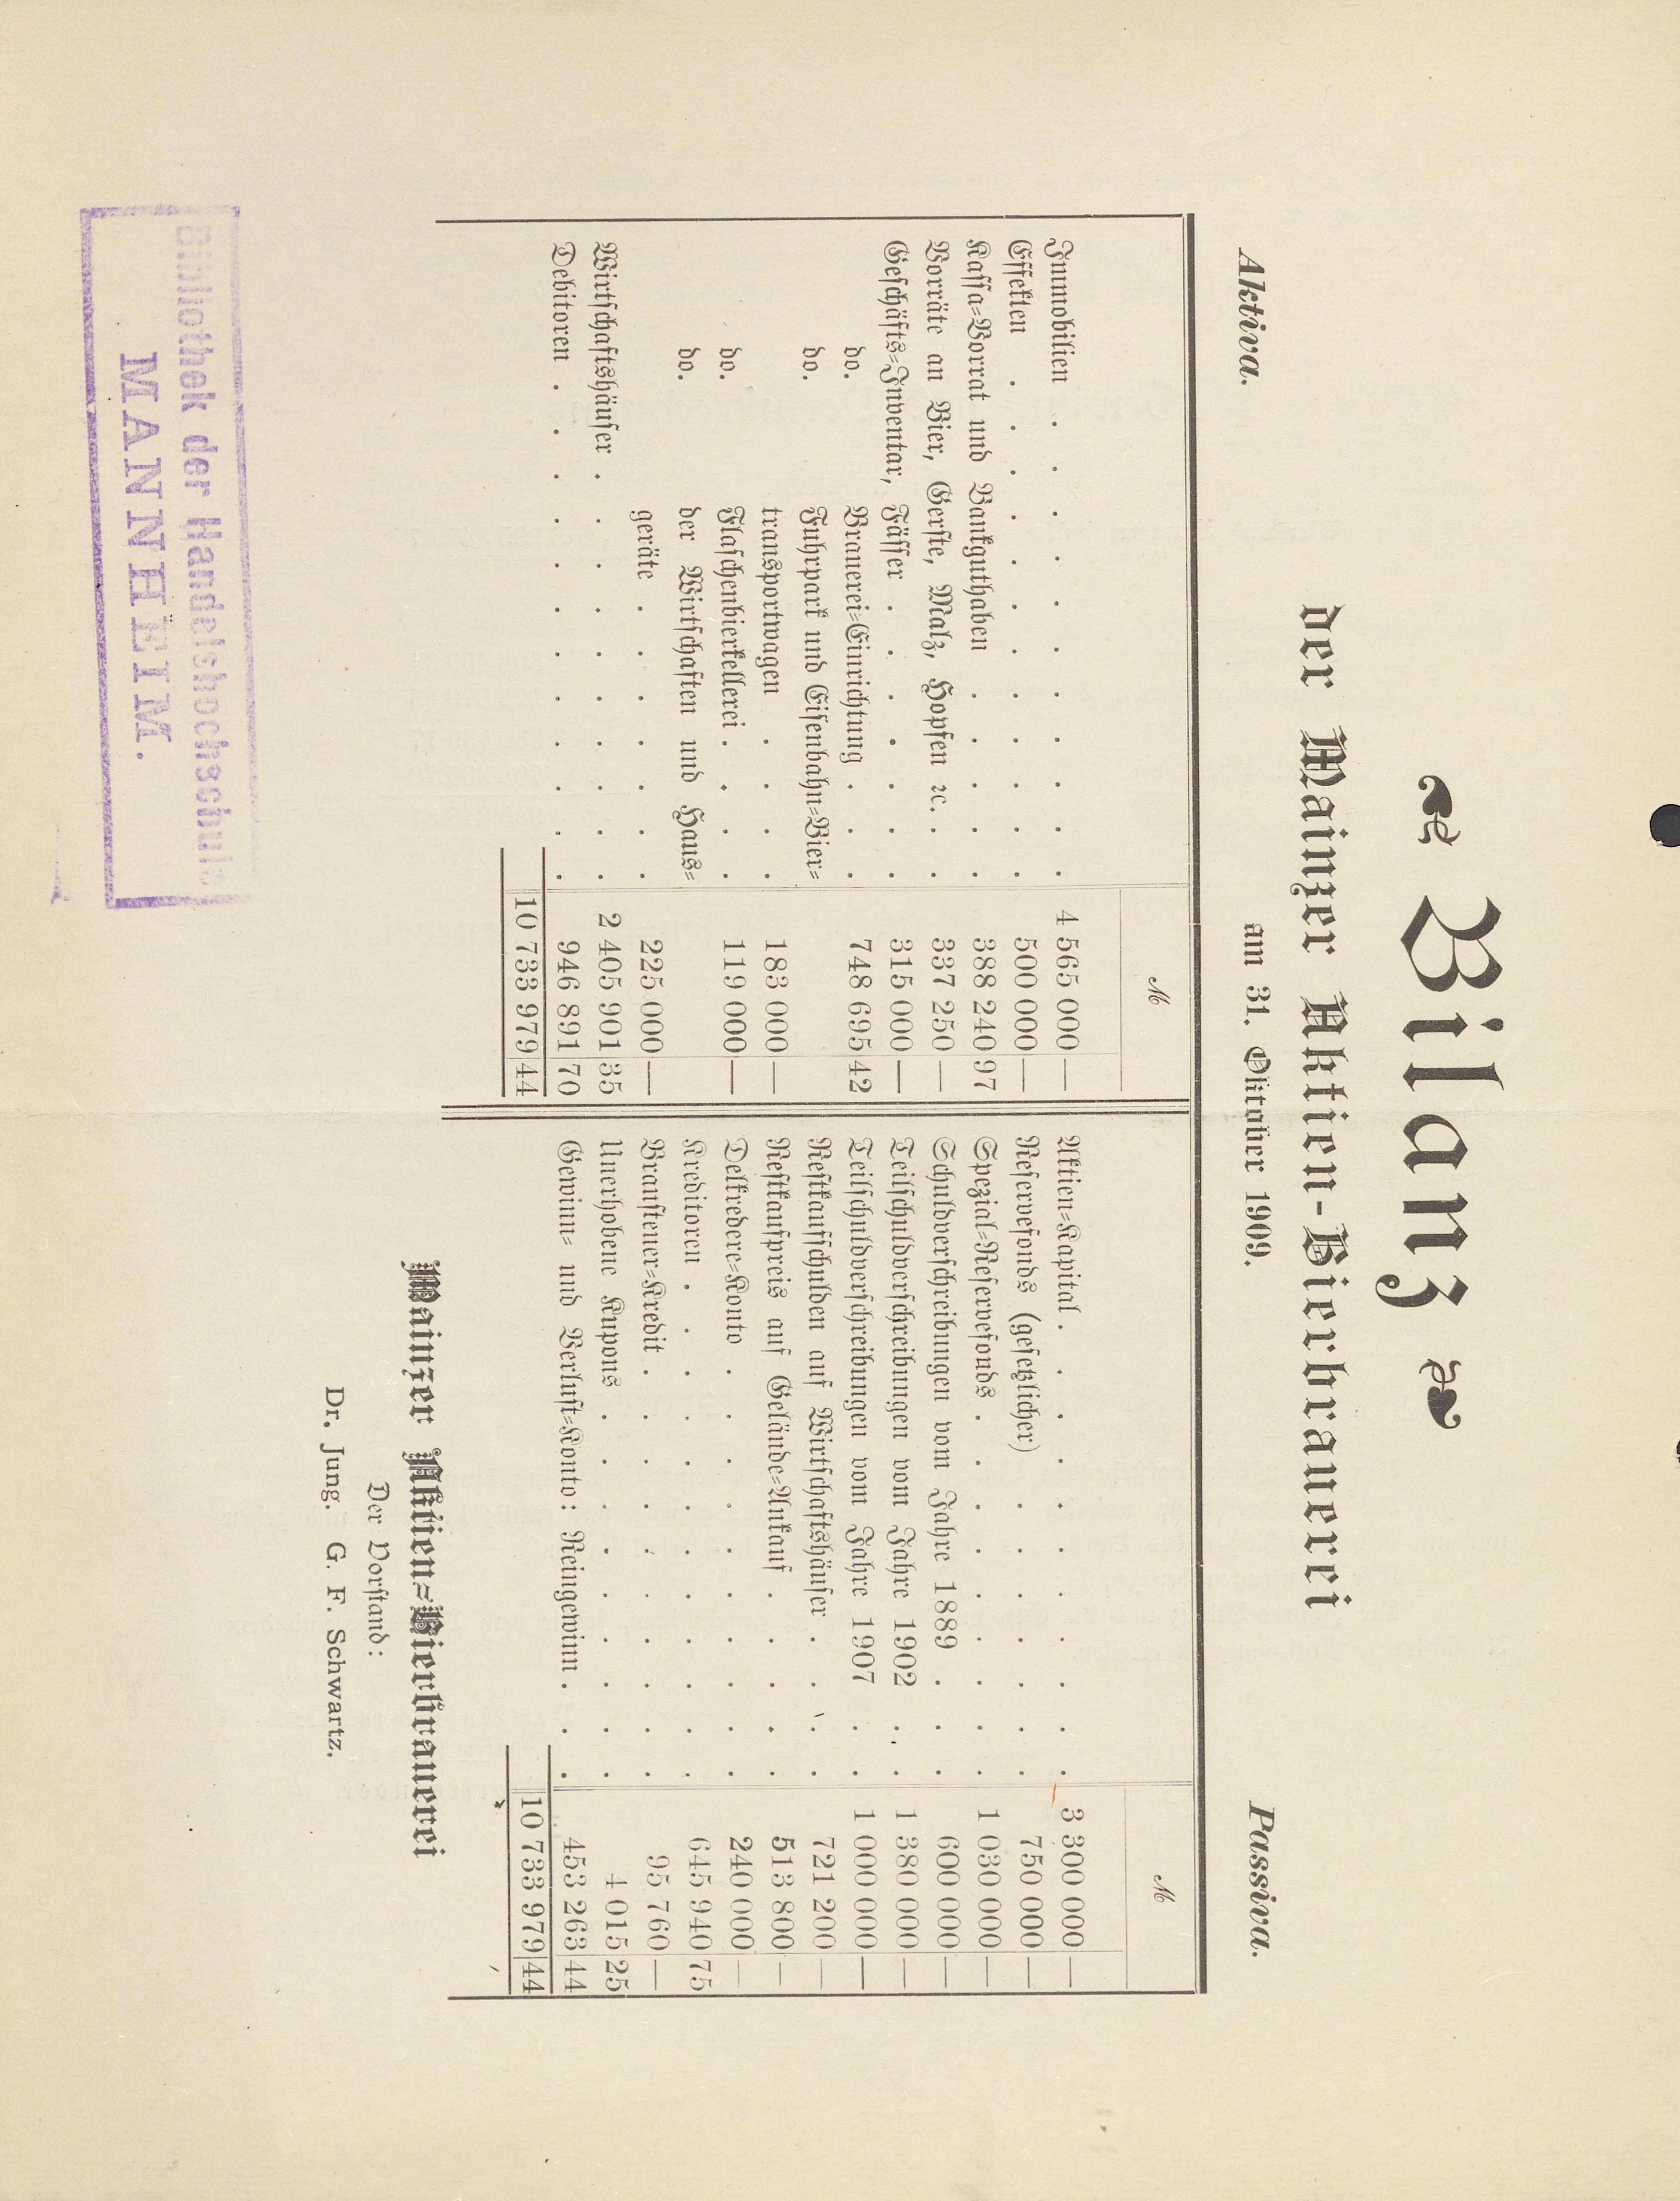 Bilanz
der Mainzer Aktien-Bierbrauerei
am 31. Oktober 1909.
Aktiva.
Passiva.
M
Immobilien . . . . . . . . . . . 4 565 000 —
Effekten . . . . . . . . . . . . 500 000 —
Kassa-Vorrat und Bankguthaben . . . . . 388 240 97
Vorräte an Bier, Gerste, Malz, Hopfen ꝛc. . . 337 250 —
Geschäfts-Inventar, Fässer . . . . . . . 315 000 —
do. Brauerei-Einrichtung . . . 748 695 42
do. Fuhrpark und Eisenbahn-Bier-
transportwagen . . . . 183 000 —
do. Flaschenbierkellerei . . . . 119 000 —
do. der Wirtschaften und Haus-
geräte . . . . . . . 225 000 —
Wirtschaftshäuser . . . . . . . . . . 2 405 901 35
Debitoren . . . . . . . . . . . . 946 891 70
10 733 979 44
M
Aktien-Kapital . . . . . . . . . . . 3 300 000 —
Reservefonds (gesetzlicher) . . . . . . . 750 000 —
Spezial-Reservefonds . . . . . . . . . 1 030 000 —
Schuldverschreibungen vom Jahre 1889 . . . 600 000 —
Teilschuldverschreibungen vom Jahre 1902 . . 1 380 000 —
Teilschuldverschreibungen vom Jahre 1907 . . 1 000 000 —
Restkaufschulden auf Wirtschaftshäuser . . . . 721 200 —
Restkaufpreis auf Gelände-Ankauf . . . . . 513 800 —
Delkredere-Konto . . . . . . . . . . 240 000 —
Kreditoren . . . . . . . . . . . . 645 940 75
Brausteuer-Kredit . . . . . . . . . . 95 760 —
Unerhobene Kupons . . . . . . . . . 4 015 25
Gewinn- und Verlust-Konto: Reingewinn . . . 453 263 44
10 733 979 44
Mainzer Aktien-Bierbrauerei
Der Vorstand:
Dr. Jung. G. F. Schwartz.
Bibliothek der Handelshochschule
MANNHEIM.